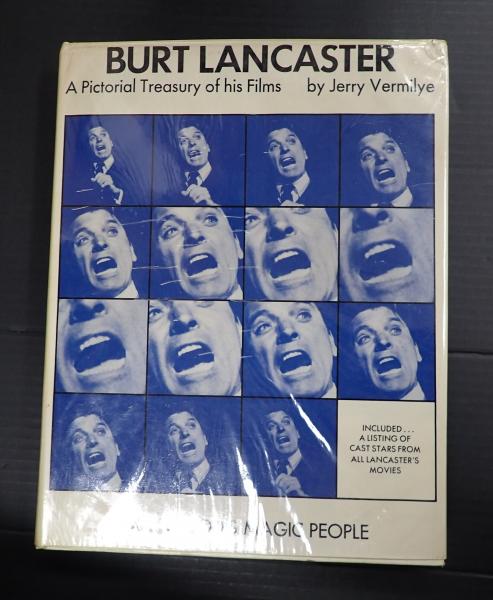 BURT LANCASTER
A Pictorial Treasury of his Films by Jerry Vermilye
INCLUDED...
A LISTING OF
CAST STARS FROM
ALL LANCASTER'S
MOVIES
MAGIC PEOPLE